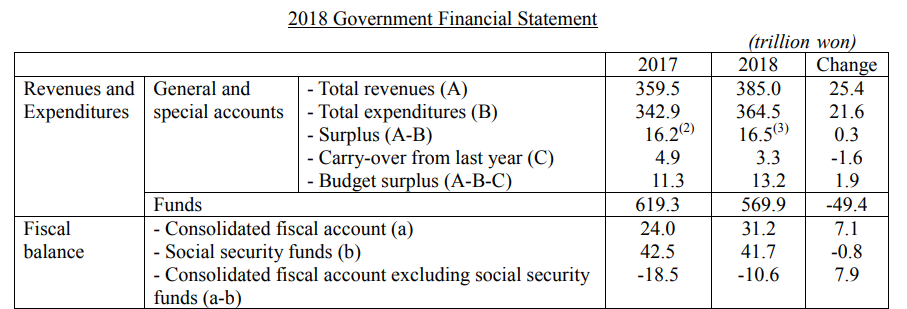 2018 Government Financial Statement
(trillion won)
2017 2018 Change
Revenues and Expenditures General and special accounts - Total revenues (A) 359.5 385.0 25.4
- Total expenditures (B) 342.9 364.5 21.6
- Surplus (A-B) 16.2(2) 16.5(3) 0.3
- Carry-over from last year (C) 4.9 3.3 -1.6
- Budget surplus (A-B-C) 11.3 13.2 1.9
Funds 619.3 569.9 -49.4
Fiscal balance - Consolidated fiscal account (a) 24.0 31.2 7.1
- Social security funds (b) 42.5 41.7 -0.8
- Consolidated fiscal account excluding social security funds (a-b) -18.5 -10.6 7.9